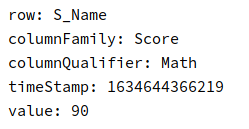 row: S_Name
columnFamily: Score
columnQualifier: Math
timeStamp: 1634644366219
value: 90